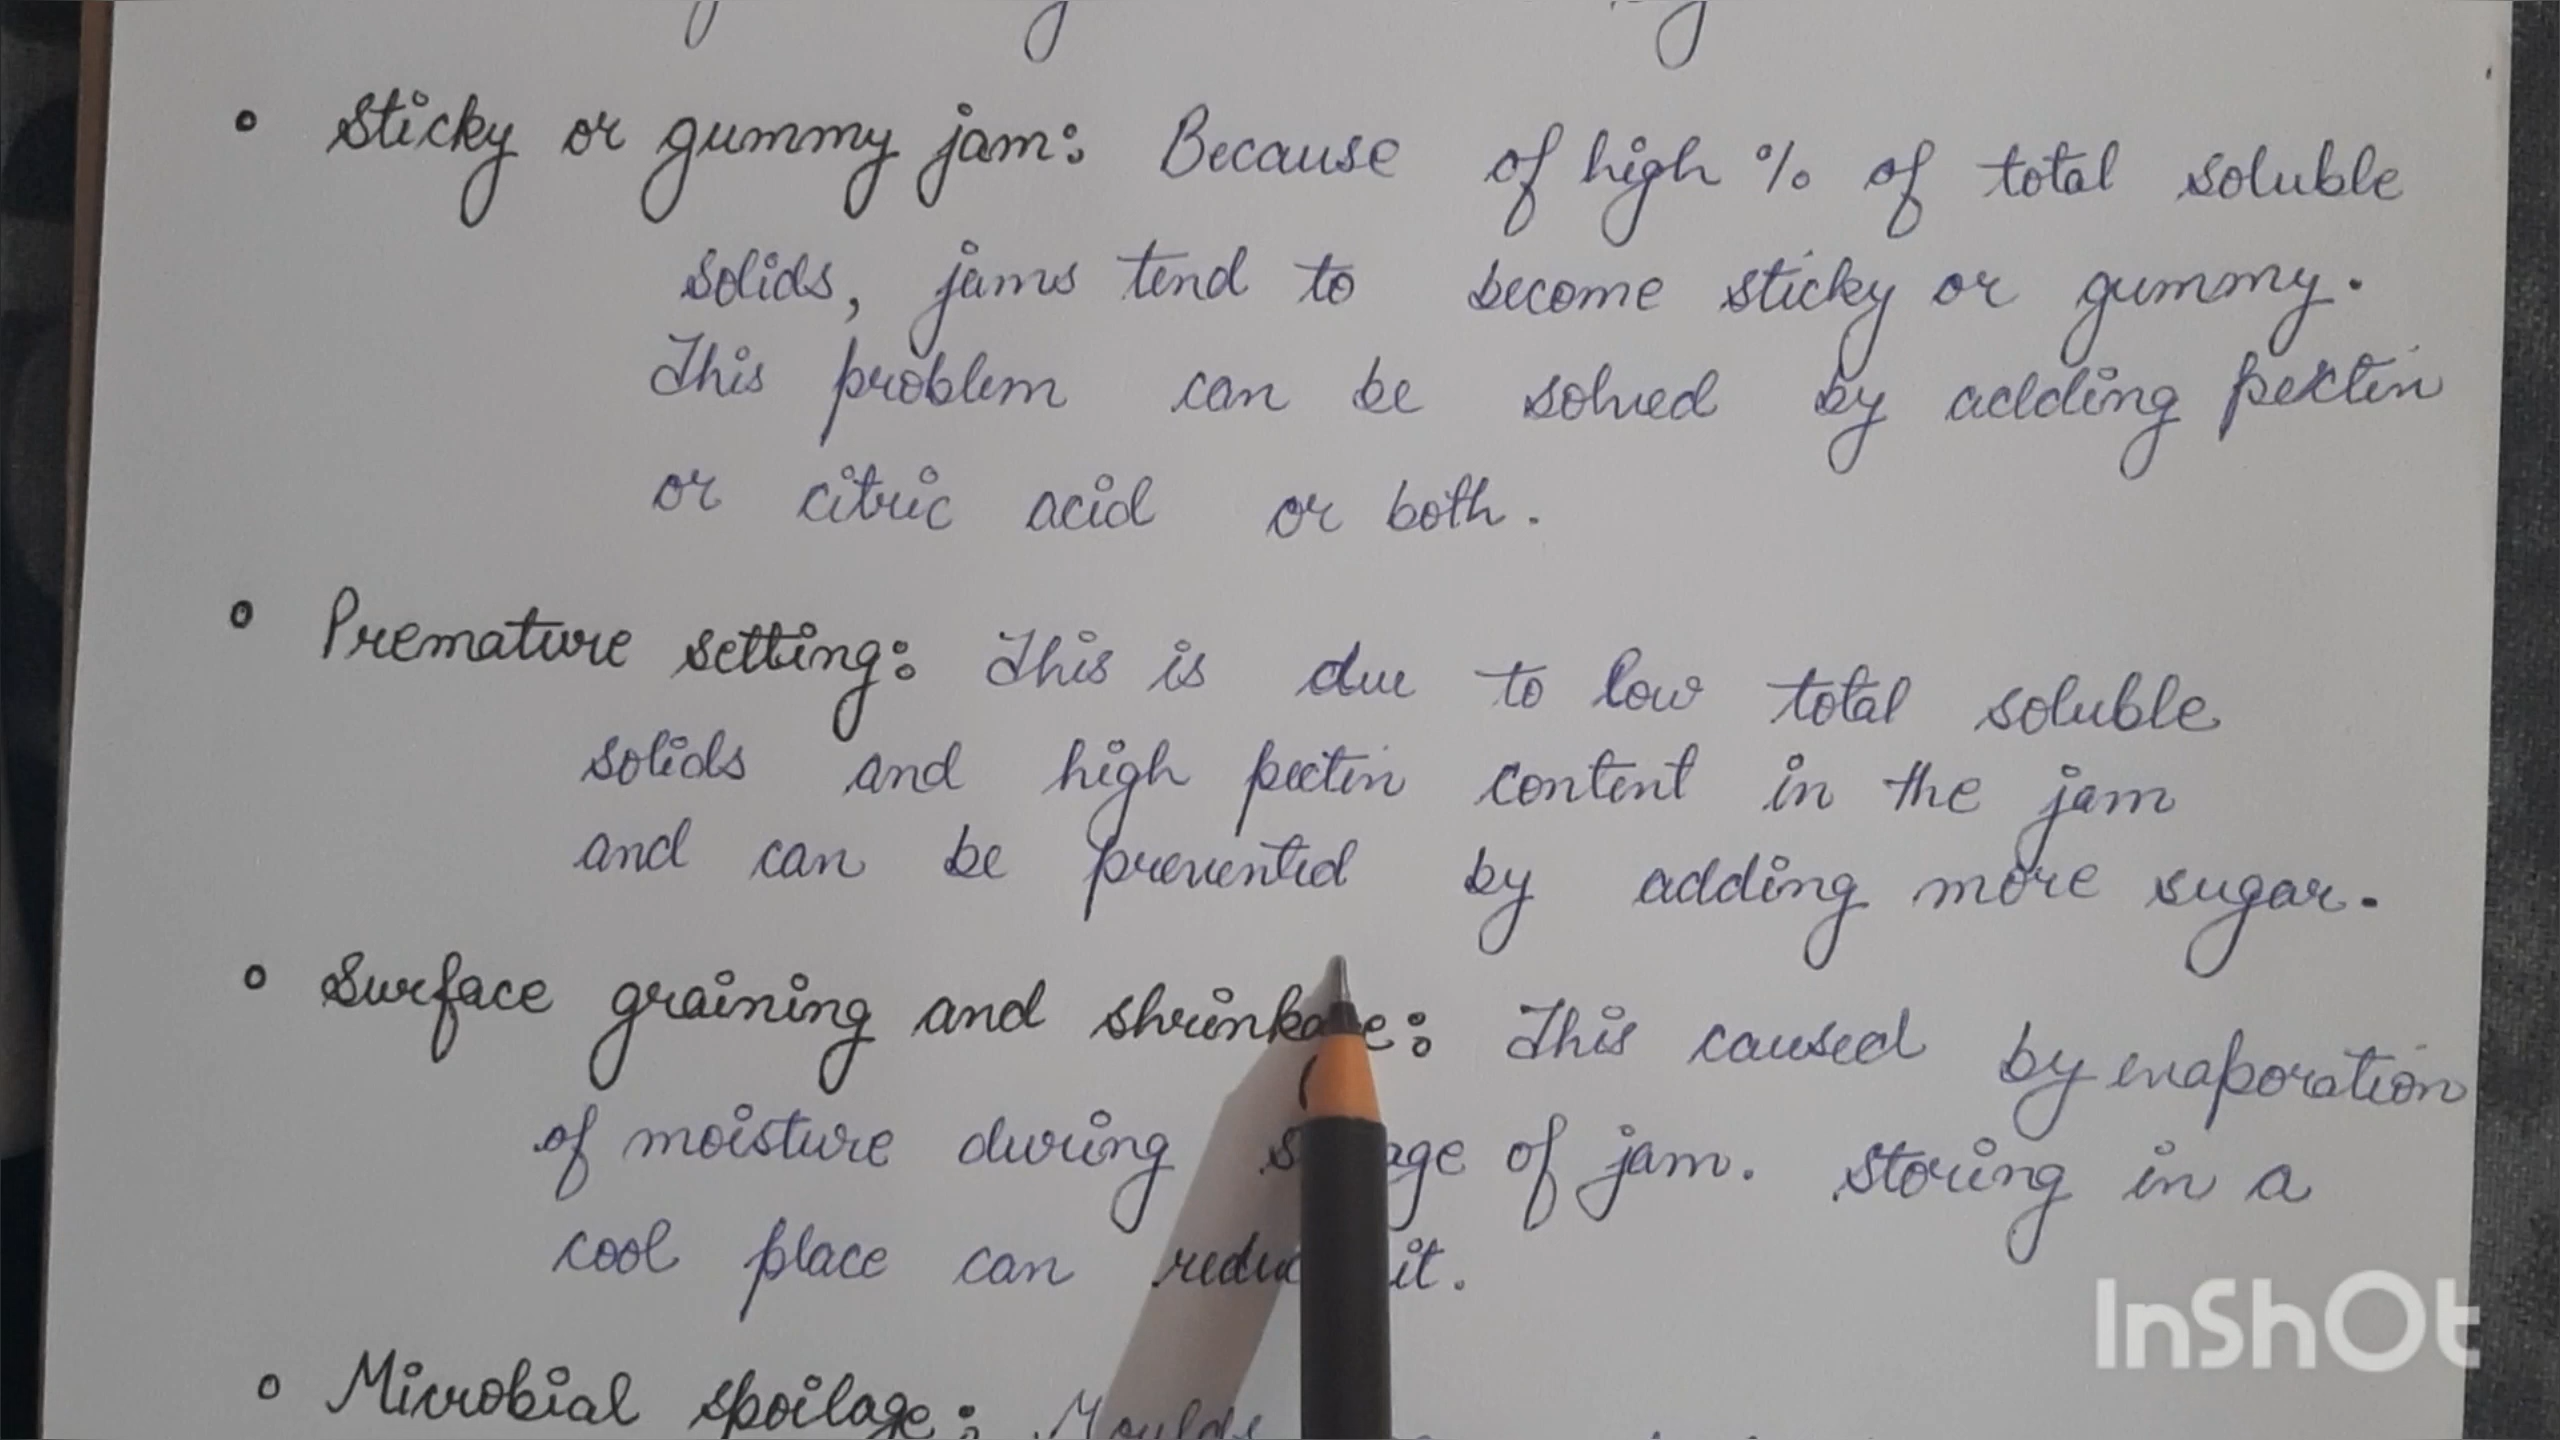 • Sticky or gummy jam: Because of high % of total soluble
solids, jams tend to become sticky or gummy.
This problem can be solved by adding pectin
or citric acid or both.
• Premature setting: This is due to low total soluble
solids and high pectin content in the jam
and can be prevented by adding more sugar.
• Surface graining and shrinkage: This caused by evaporation
of moisture during storage of jam. Storing in a
cool place can reduce it.
• Microbial spoilage: Moulds
InShOt